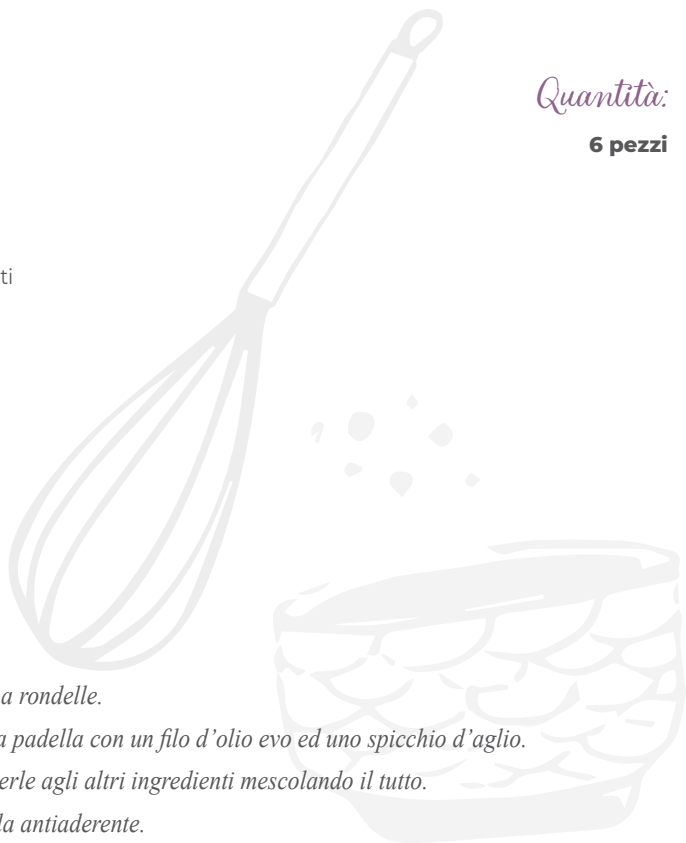 Quantità:
6 pezzi
ti
a rondelle.
a padella con un filo d’olio evo ed uno spicchio d’aglio.
erle agli altri ingredienti mescolando il tutto.
la antiaderente.